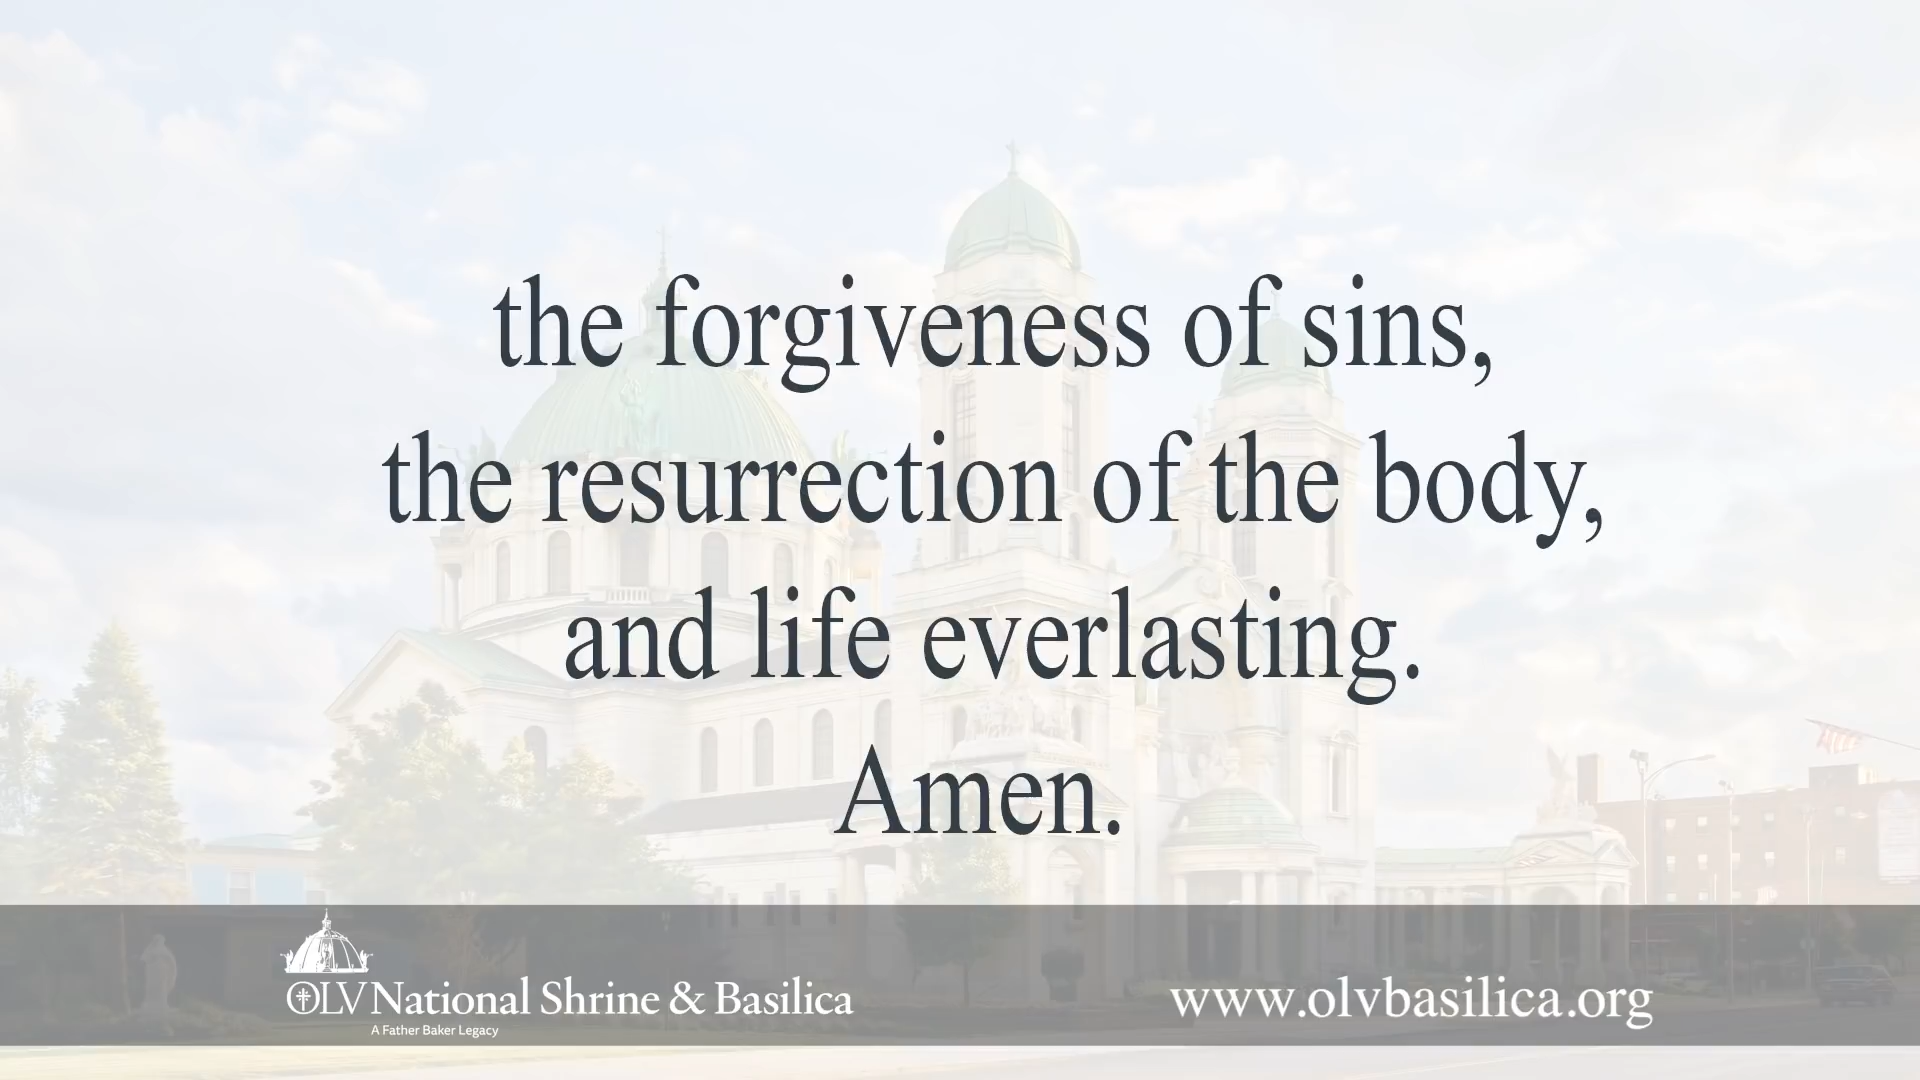 the forgiveness of sins,
the resurrection of the body,
and life everlasting.
Amen.
OLV National Shrine & Basilica
A Father Baker Legacy
www.olvbasilica.org